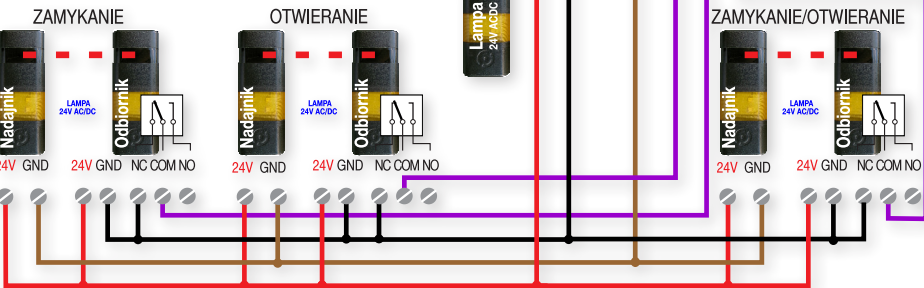 ZAMYKANIE
OTWIERANIE
ZAMYKANIE/OTWIERANIE
Lampa
24V ACDC
Nadajnik
LAMPA
24V AC/DC
Odbiornik
Nadajnik
LAMPA
24V AC/DC
Odbiornik
Nadajnik
LAMPA
24V AC/DC
Odbiornik
24V GND 24V GND NC COM NO
24V GND 24V GND NC COM NO
24V GND 24V GND NC COM NO